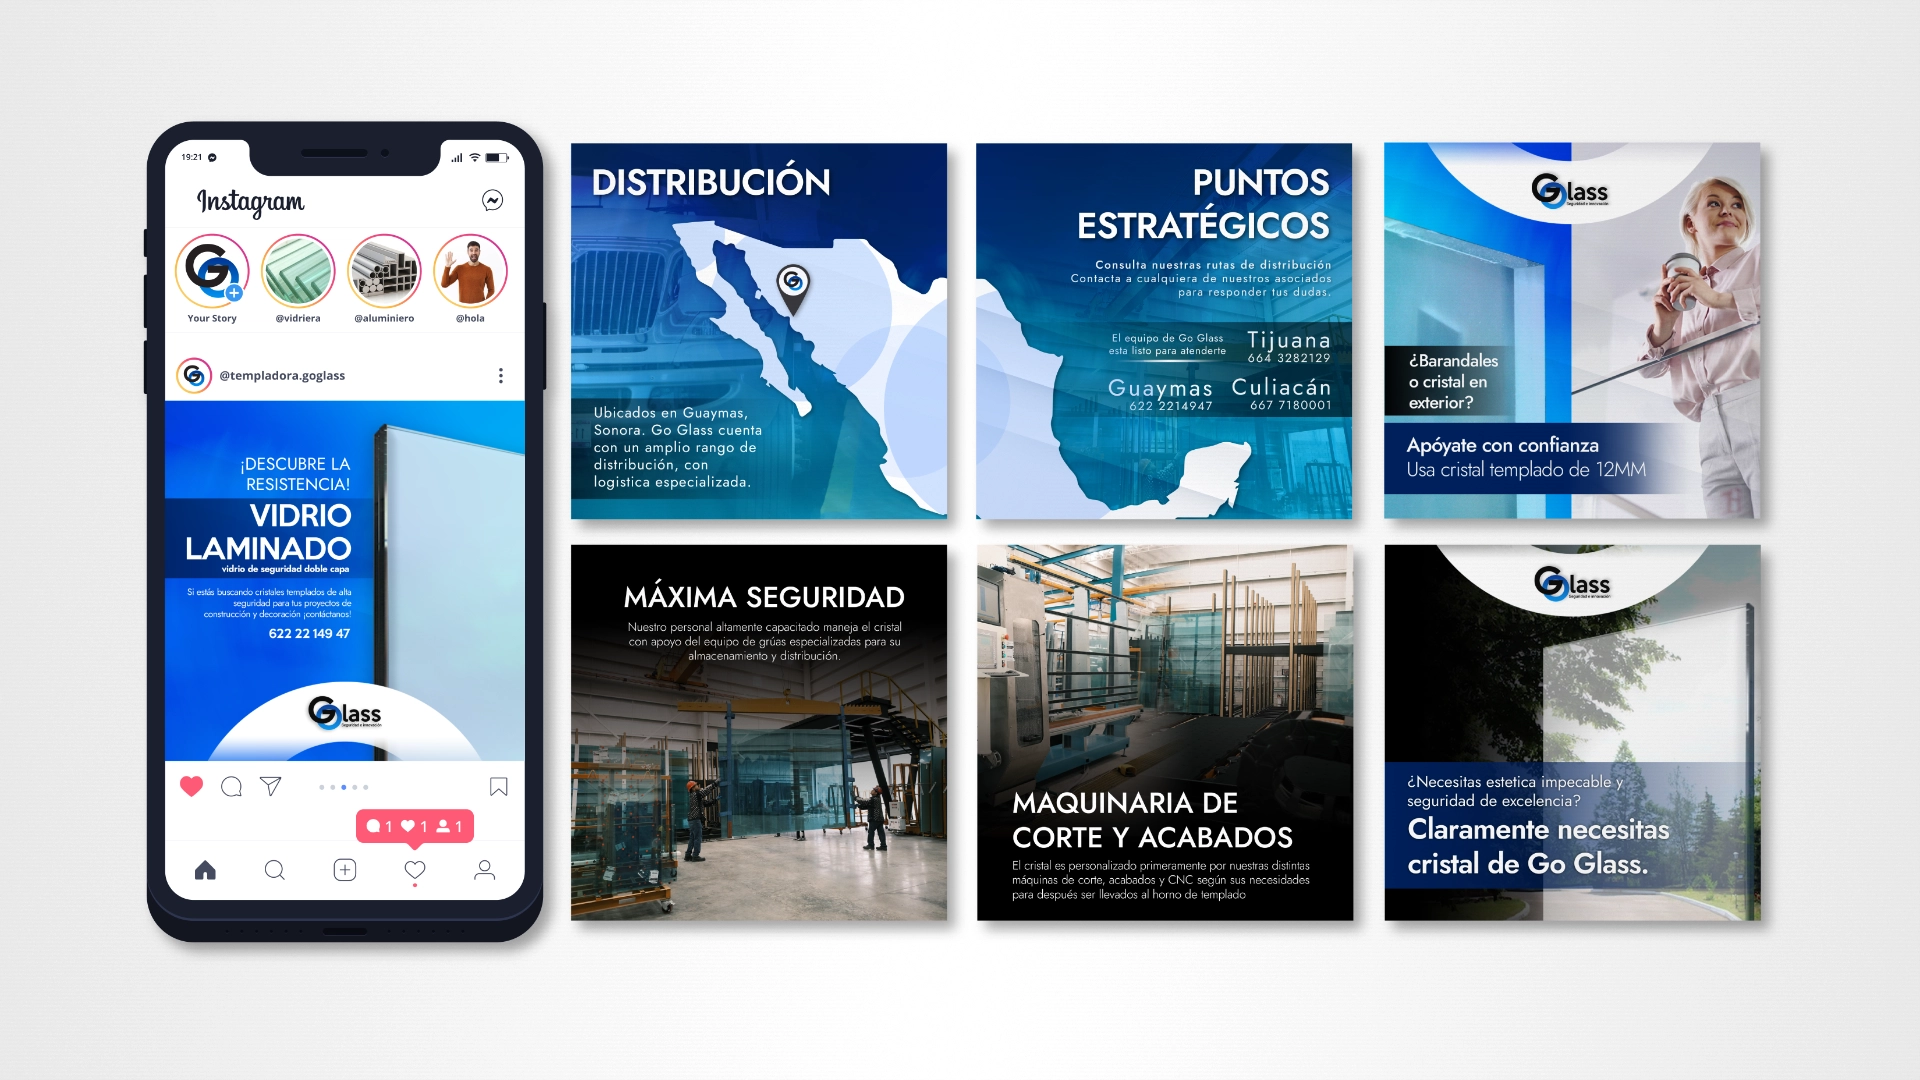 19:21
Instagram
Your Story
@vidriera
@aluminiero
@hola
@templadora.goglass
¡DESCUBRE LA
RESISTENCIA!
VIDRIO
LAMINADO
vidrio de seguridad doble capa
Si estás buscando cristales templados de alta
seguridad para tus proyectos de
construcción y decoración ¡contáctanos!
622 22 149 47
Glass
Seguridad e innovación
1 1 1
DISTRIBUCIÓN
Ubicados en Guaymas,
Sonora. Go Glass cuenta
con un amplio rango de
distribución, con
logistica especializada.
PUNTOS
ESTRATÉGICOS
Consulta nuestras rutas de distribución
Contacta a cualquiera de nuestros asociados
para responder tus dudas.
El equipo de Go Glass
esta listo para atenderte
Tijuana
664 3282129
Guaymas
622 2214947
Culiacán
667 7180001
Glass
Seguridad e innovación
¿Barandales
o cristal en
exterior?
Apóyate con confianza
Usa cristal templado de 12MM
MÁXIMA SEGURIDAD
Nuestro personal altamente capacitado maneja el cristal
con apoyo del equipo de grúas especializadas para su
almacenamiento y distribución.
MAQUINARIA DE
CORTE Y ACABADOS
El cristal es personalizado primeramente por nuestras distintas
máquinas de corte, acabados y CNC según sus necesidades
para después ser llevados al horno de templado
Glass
Seguridad e innovación
¿Necesitas estetica impecable y
seguridad de excelencia?
Claramente necesitas
cristal de Go Glass.